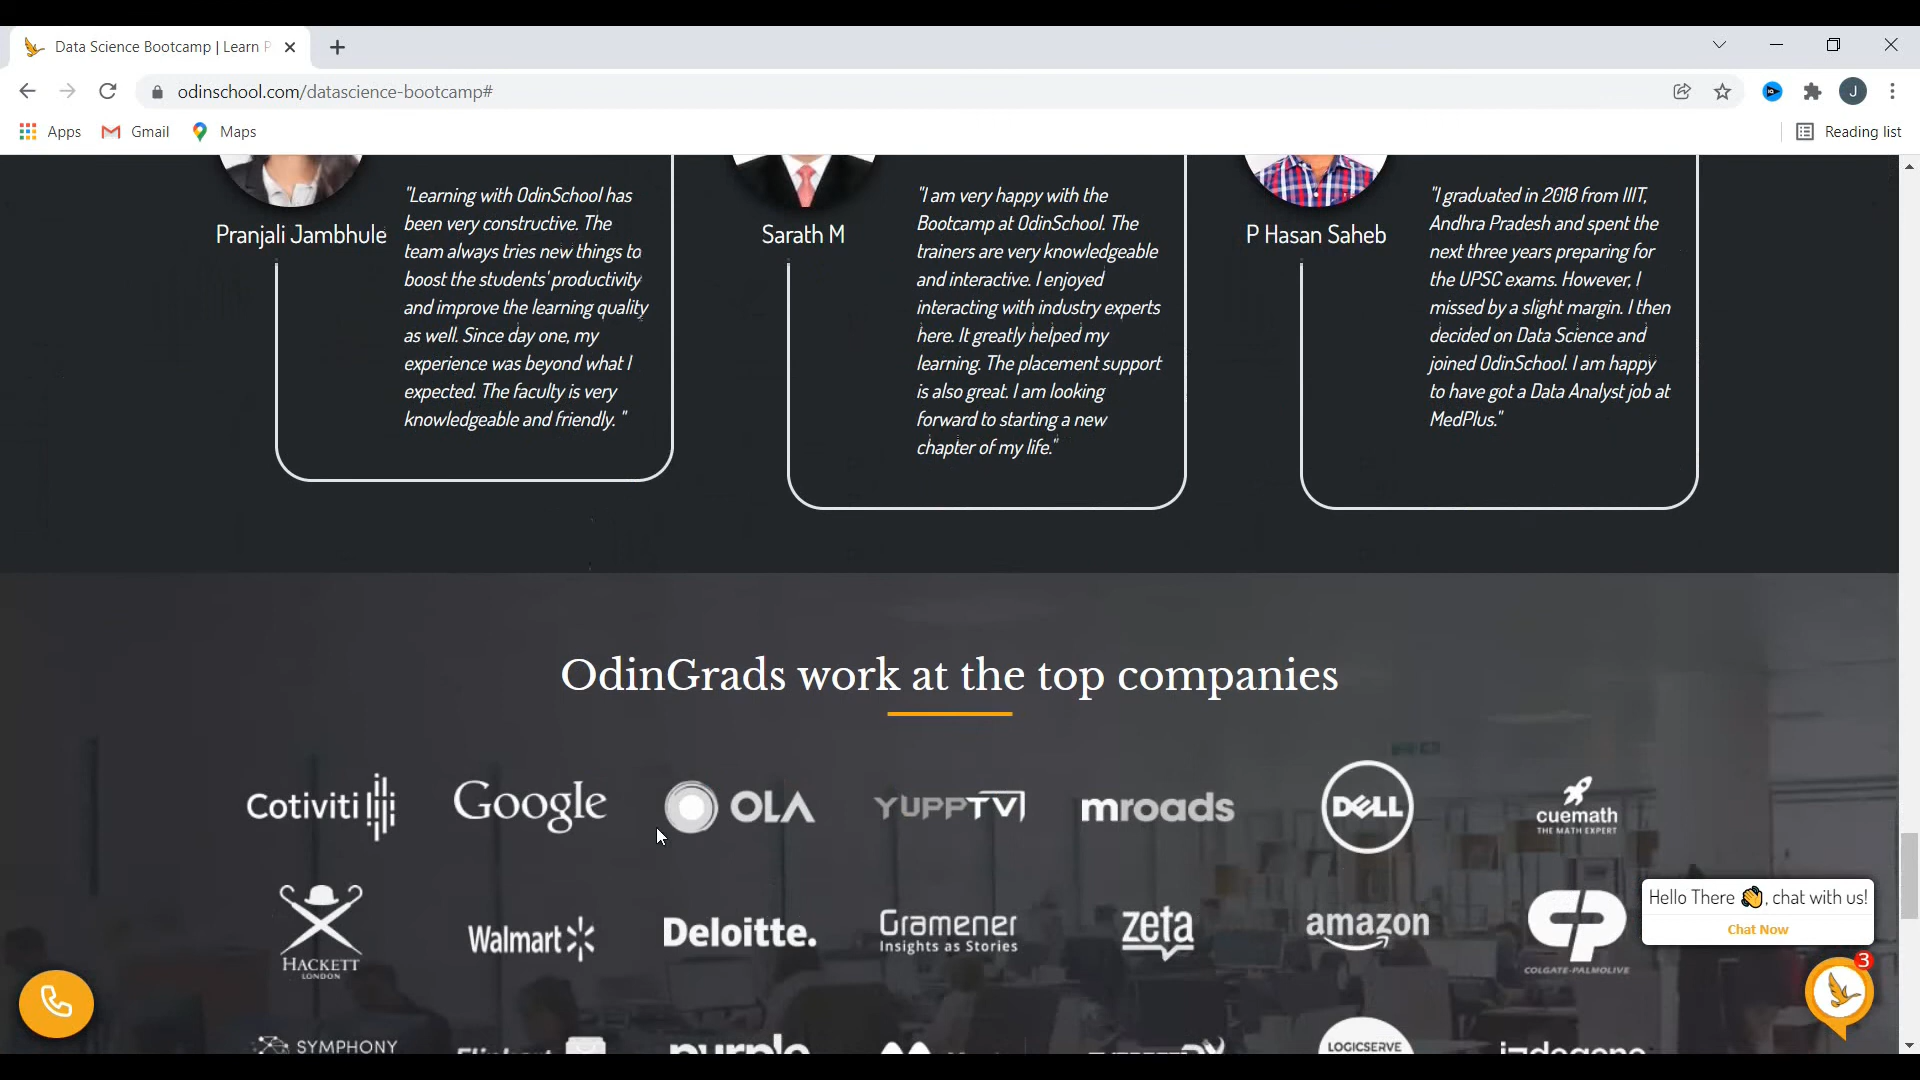 Data Science Bootcamp | Learn P
odinschool.com/datascience-bootcamp#
J
Apps
Gmail
Maps
Reading list
Pranjali Jambhule
"Learning with OdinSchool has
been very constructive. The
team always tries new things to
boost the students' productivity
and improve the learning quality
as well. Since day one, my
experience was beyond what I
expected. The faculty is very
knowledgeable and friendly. "
Sarath M
"I am very happy with the
Bootcamp at OdinSchool. The
trainers are very knowledgeable
and interactive. I enjoyed
interacting with industry experts
here. It greatly helped my
learning. The placement support
is also great. I am looking
forward to starting a new
chapter of my life."
P Hasan Saheb
"I graduated in 2018 from IIIT,
Andhra Pradesh and spent the
next three years preparing for
the UPSC exams. However, I
missed by a slight margin. I then
decided on Data Science and
joined OdinSchool. I am happy
to have got a Data Analyst job at
MedPlus."
OdinGrads work at the top companies
Cotiviti
Google
OLA
YUPPTV
mroads
DELL
cuemath
THE MATH EXPERT
HACKETT
LONDON
Walmart
Deloitte.
Gramener
Insights as Stories
zeta
amazon
CP
COLGATE-PALMOLIVE
Hello There 👋, chat with us!
Chat Now
3
SYMPHONY
Flipkart
purple
LOGICSERVE